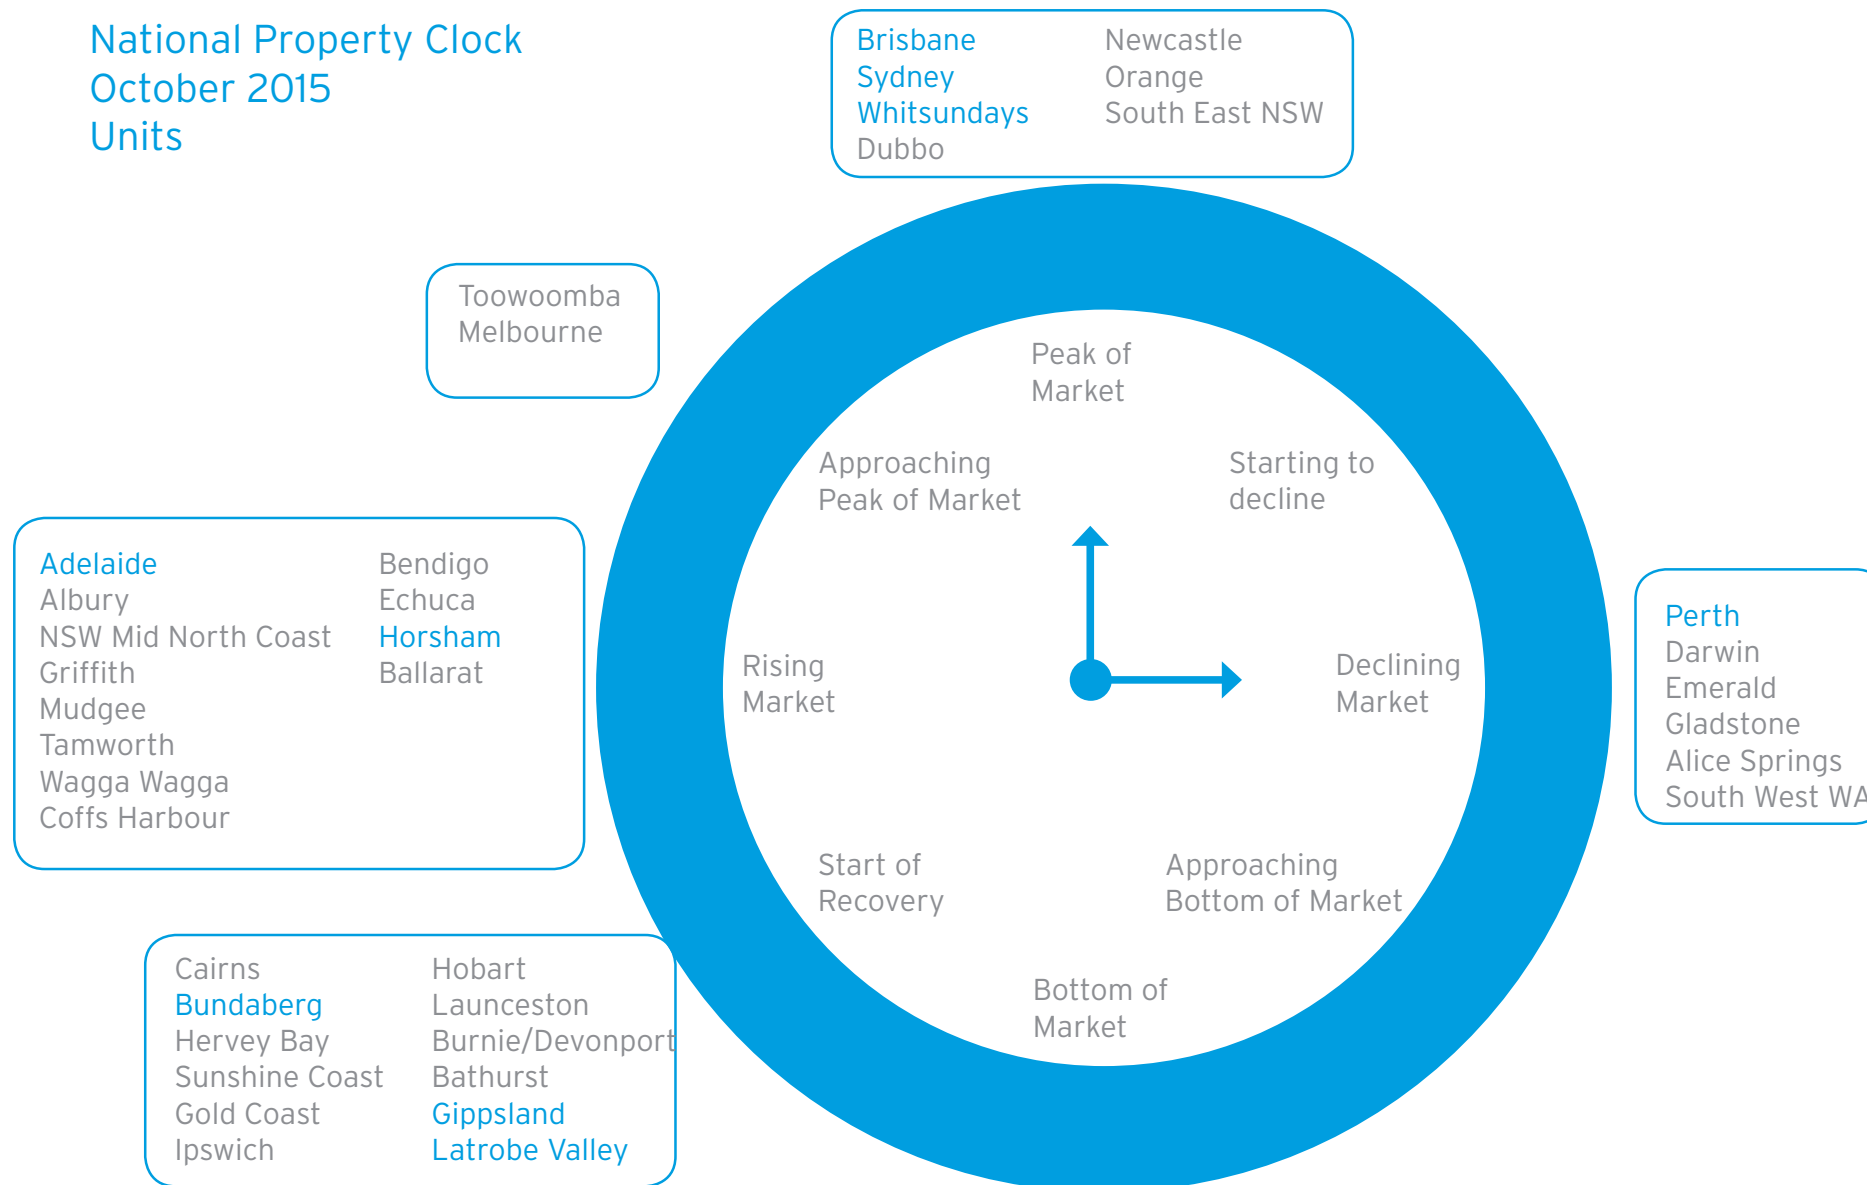 National Property Clock
October 2015
Units
Brisbane
Sydney
Whitsundays
Dubbo
Newcastle
Orange
South East NSW
Toowoomba
Melbourne
Peak of
Market
Approaching
Peak of Market
Starting to
decline
Adelaide
Albury
NSW Mid North Coast
Griffith
Mudgee
Tamworth
Wagga Wagga
Coffs Harbour
Bendigo
Echuca
Horsham
Ballarat
Rising
Market
Declining
Market
Perth
Darwin
Emerald
Gladstone
Alice Springs
South West WA
Start of
Recovery
Approaching
Bottom of Market
Bottom of
Market
Cairns
Bundaberg
Hervey Bay
Sunshine Coast
Gold Coast
Ipswich
Hobart
Launceston
Burnie/Devonport
Bathurst
Gippsland
Latrobe Valley